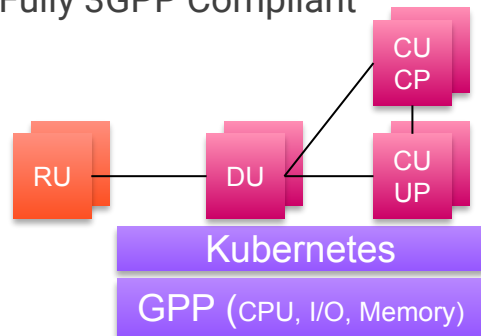 Fully 3GPP Compliant
CU
CP
RU
DU
CU
UP
Kubernetes
GPP (CPU, I/O, Memory)